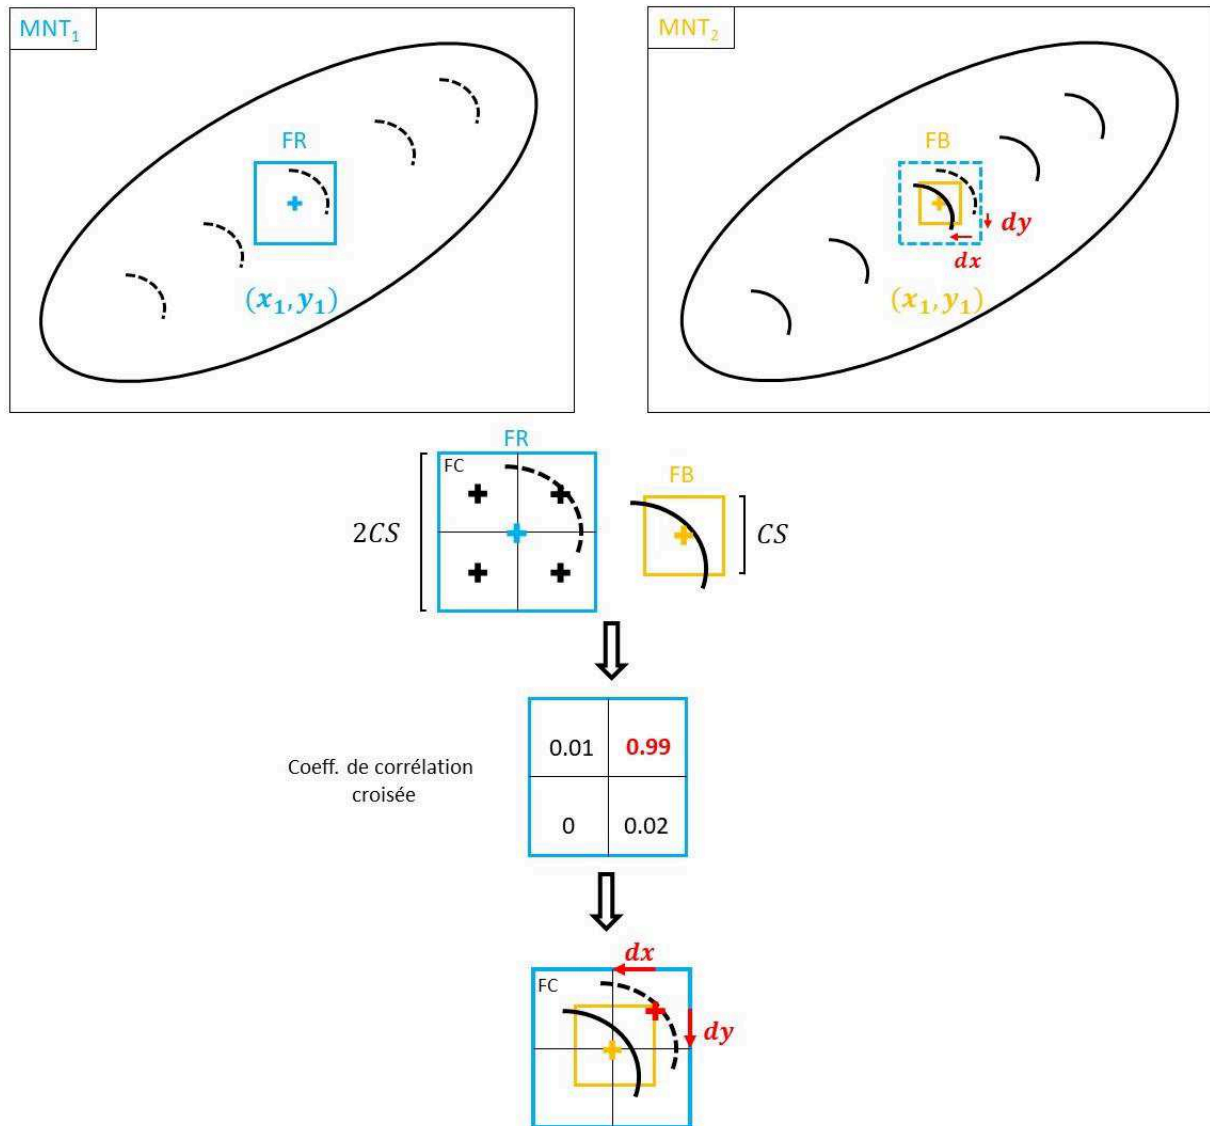 MNT₁
FR
(x₁, y₁)
MNT₂
FB
dy
dx
(x₁, y₁)
FR
FC
2CS
FB
CS
0.01 0.99
0 0.02
Coeff. de corrélation
croisée
dx
FC
dy